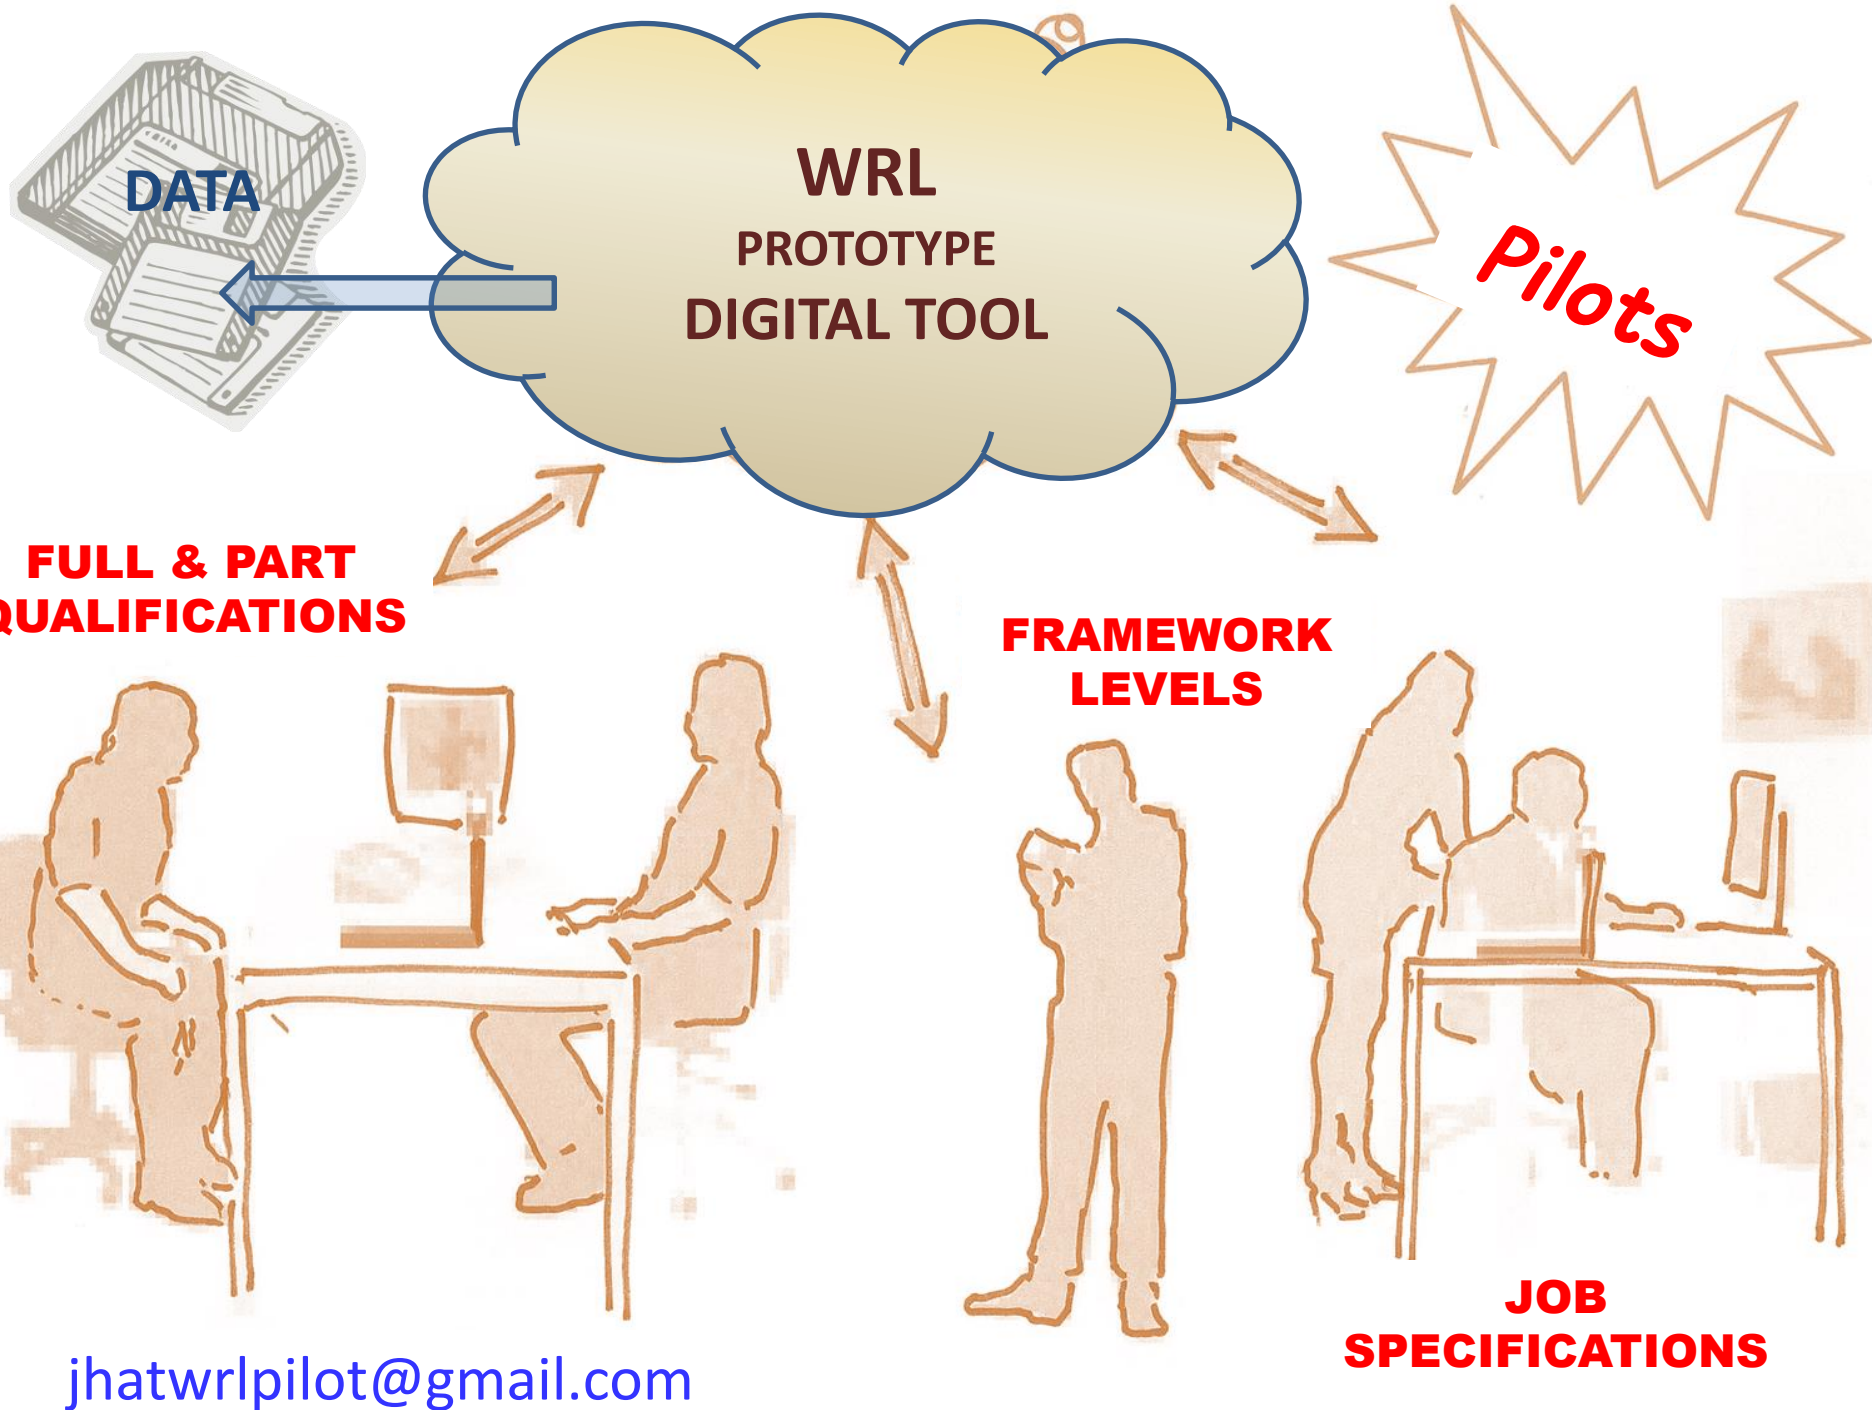 DATA
WRL
PROTOTYPE
DIGITAL TOOL
Pilots
FULL & PART
QUALIFICATIONS
FRAMEWORK
LEVELS
JOB
SPECIFICATIONS
jhatwrlpilot@gmail.com